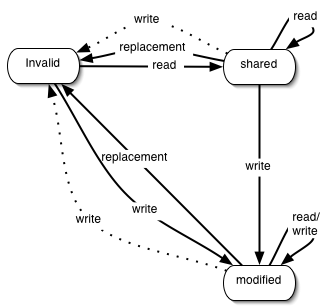 write
read
replacement
Invalid
shared
read
replacement
write
write
write
read/
write
modified